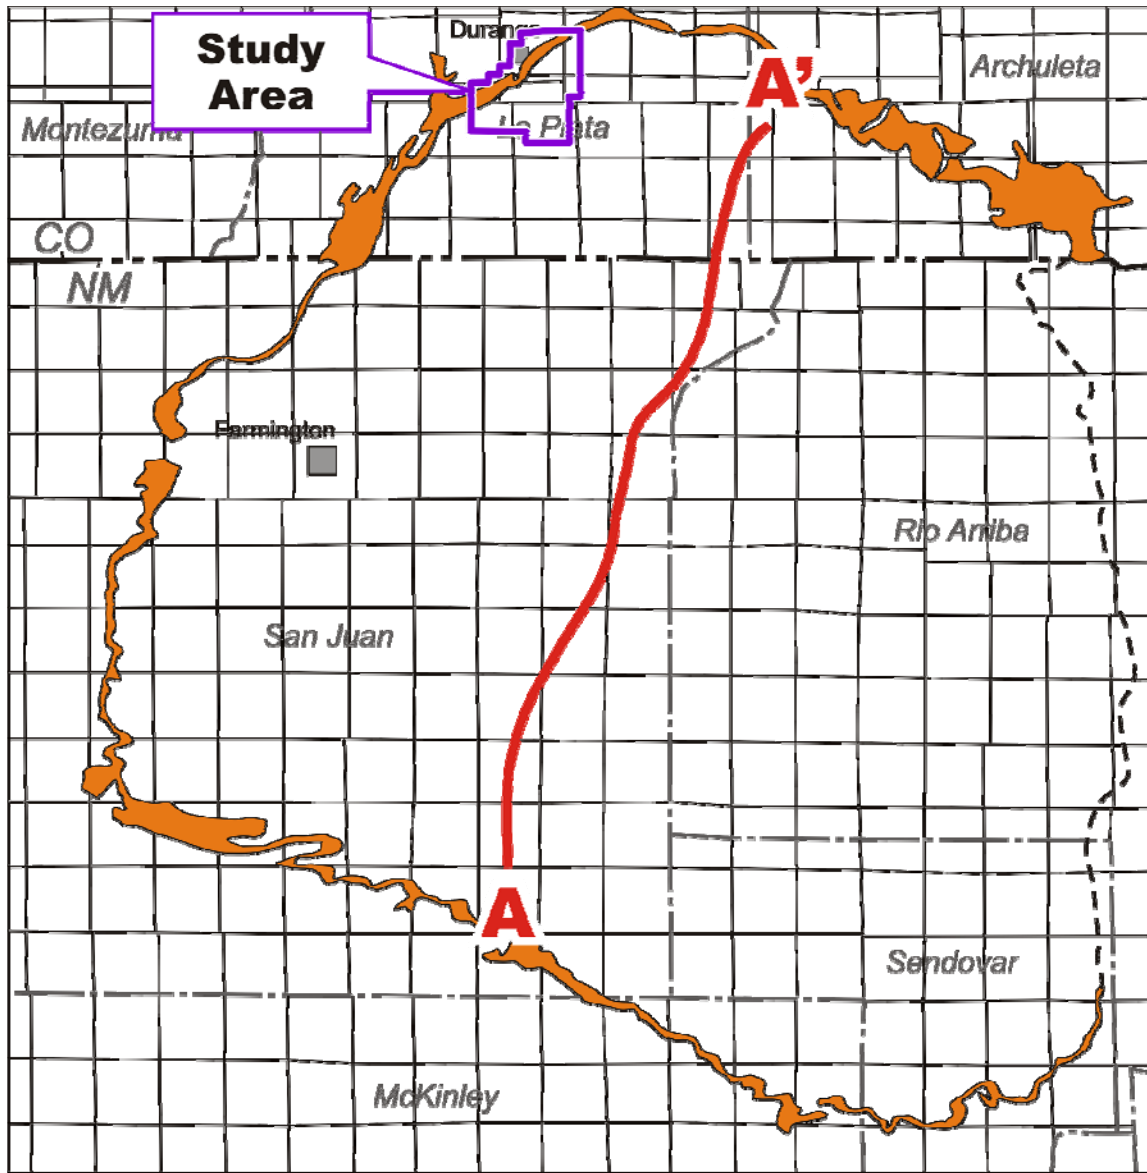 Durango
Study
Area
A’
Archuleta
Montezuma
La Plata
CO
NM
Farmington
Rio Arriba
San Juan
A
Sendovar
McKinley